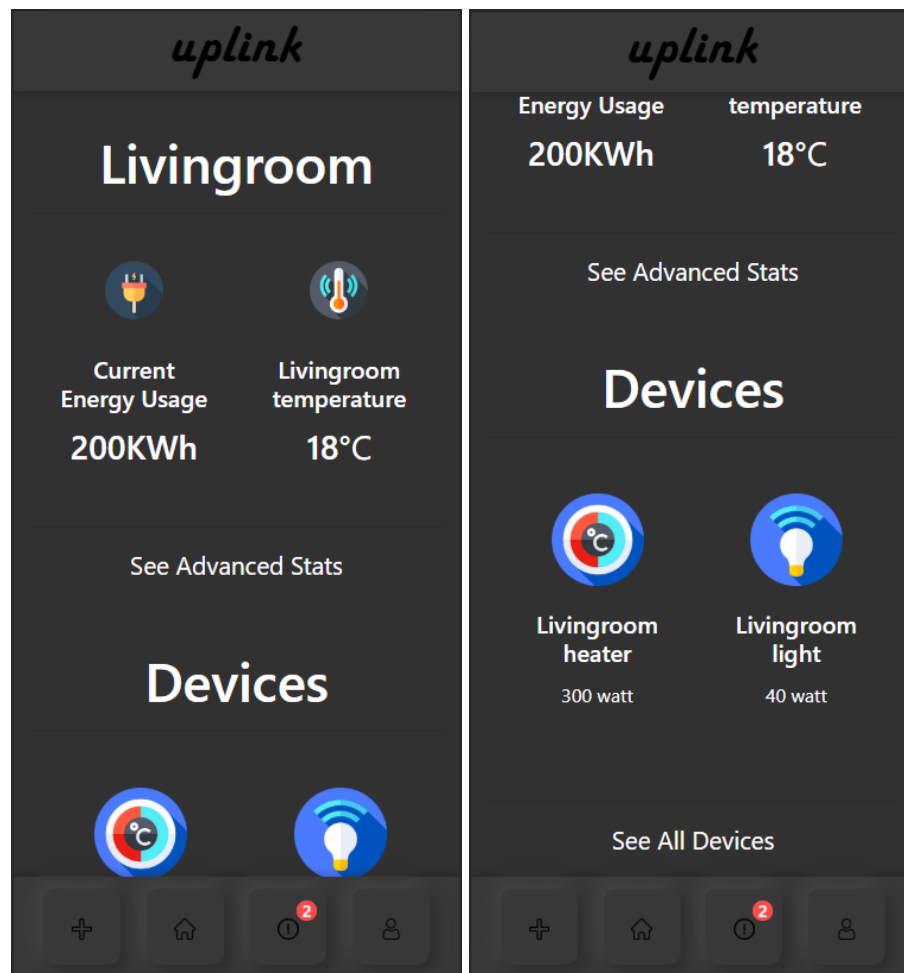 uplink
Livingroom
Current
Energy Usage
200KWh
Livingroom
temperature
18°C
See Advanced Stats
Devices
°C
2
uplink
Energy Usage
200KWh
temperature
18°C
See Advanced Stats
Devices
°C
Livingroom
heater
300 watt
Livingroom
light
40 watt
See All Devices
2